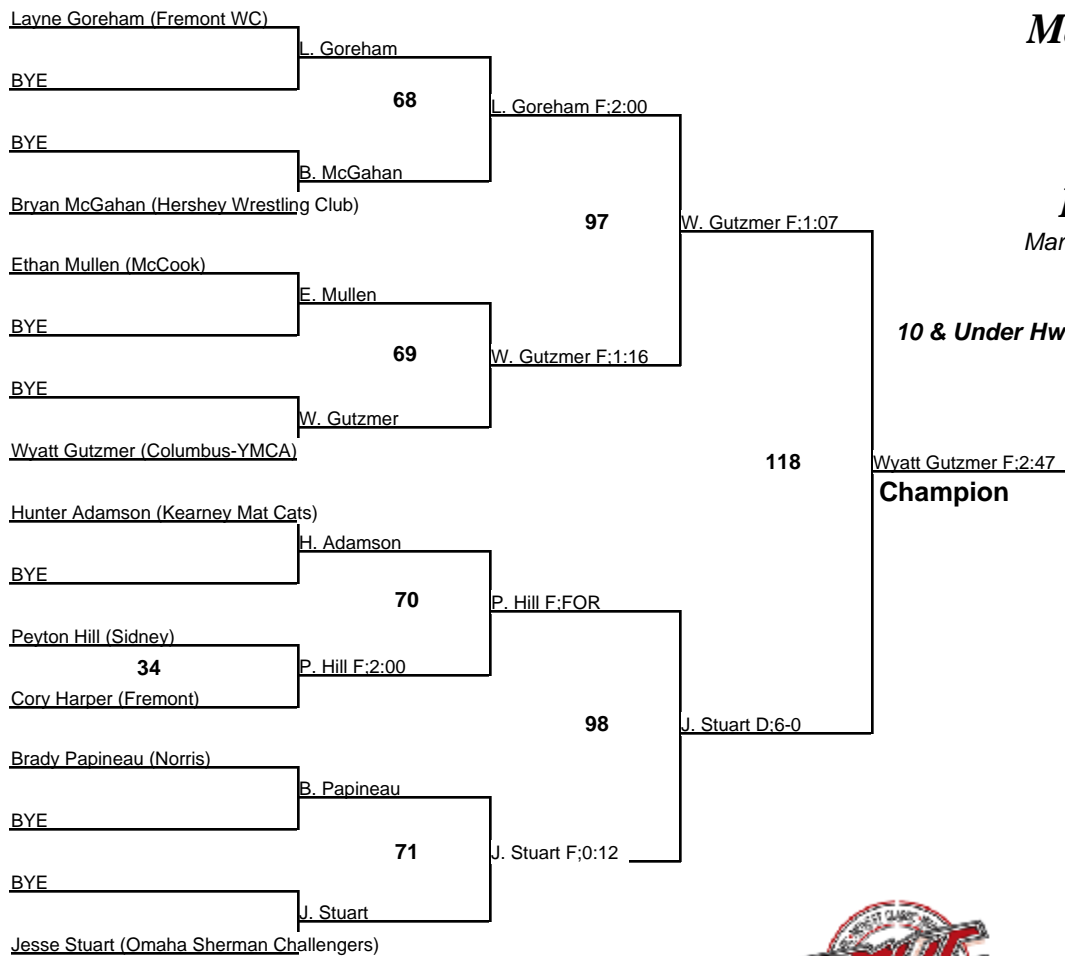 Layne Goreham (Fremont WC)
L. Goreham
BYE
68
L. Goreham F;2:00
BYE
B. McGahan
Bryan McGahan (Hershey Wrestling Club)
97
W. Gutzmer F;1:07
Ethan Mullen (McCook)
E. Mullen
BYE
69
W. Gutzmer F;1:16
BYE
W. Gutzmer
Wyatt Gutzmer (Columbus-YMCA)
10 & Under Hw
118
Wyatt Gutzmer F;2:47
Champion
Hunter Adamson (Kearney Mat Cats)
H. Adamson
BYE
70
P. Hill F;FOR
Peyton Hill (Sidney)
34
P. Hill F;2:00
Cory Harper (Fremont)
98
J. Stuart D;6-0
Brady Papineau (Norris)
B. Papineau
BYE
71
J. Stuart F;0:12
BYE
J. Stuart
Jesse Stuart (Omaha Sherman Challengers)